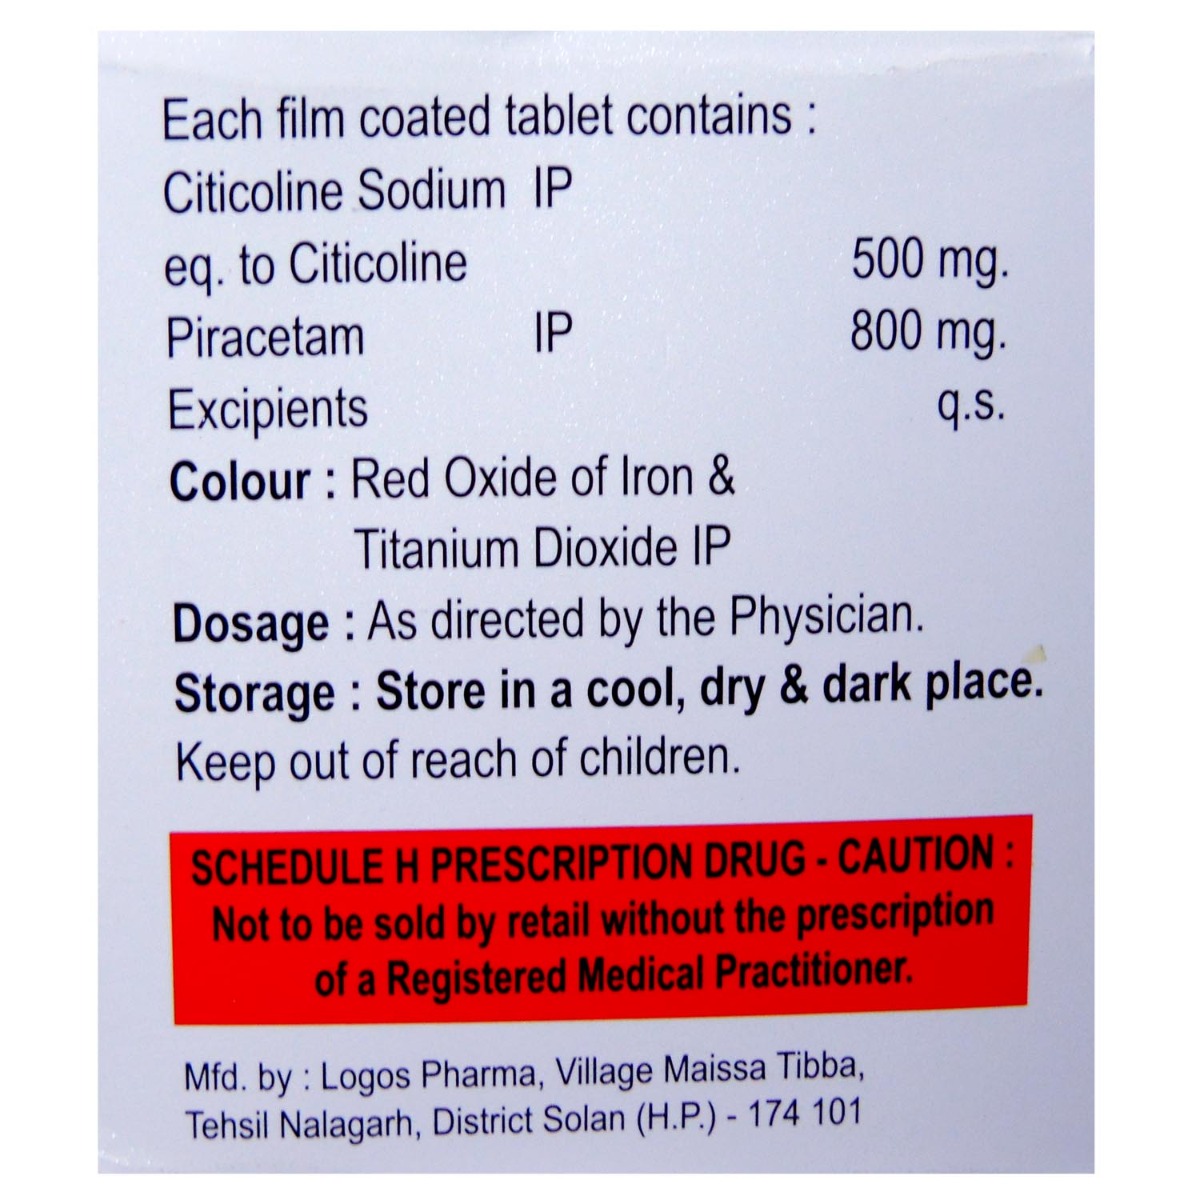 Each film coated tablet contains :
Citicoline Sodium IP
eq. to Citicoline 500 mg.
Piracetam IP 800 mg.
Excipients q.s.
Colour : Red Oxide of Iron &
Titanium Dioxide IP
Dosage : As directed by the Physician.
Storage : Store in a cool, dry & dark place.
Keep out of reach of children.
SCHEDULE H PRESCRIPTION DRUG - CAUTION :
Not to be sold by retail without the prescription
of a Registered Medical Practitioner.
Mfd. by : Logos Pharma, Village Maissa Tibba,
Tehsil Nalagarh, District Solan (H.P.) - 174 101